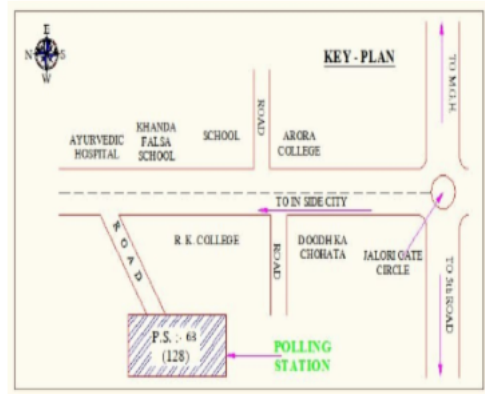 E
N
S
W
KEY - PLAN
TO M.G.H.
ROAD
AYURVEDIC
HOSPITAL
KHANDA
FALSA
SCHOOL
SCHOOL
ARORA
COLLEGE
TO IN SIDE CITY
ROAD
R. K. COLLEGE
ROAD
DOODH KA
CHOHATA
JALORI GATE
CIRCLE
TO 5th ROAD
P.S. :- 63
(128)
POLLING
STATION